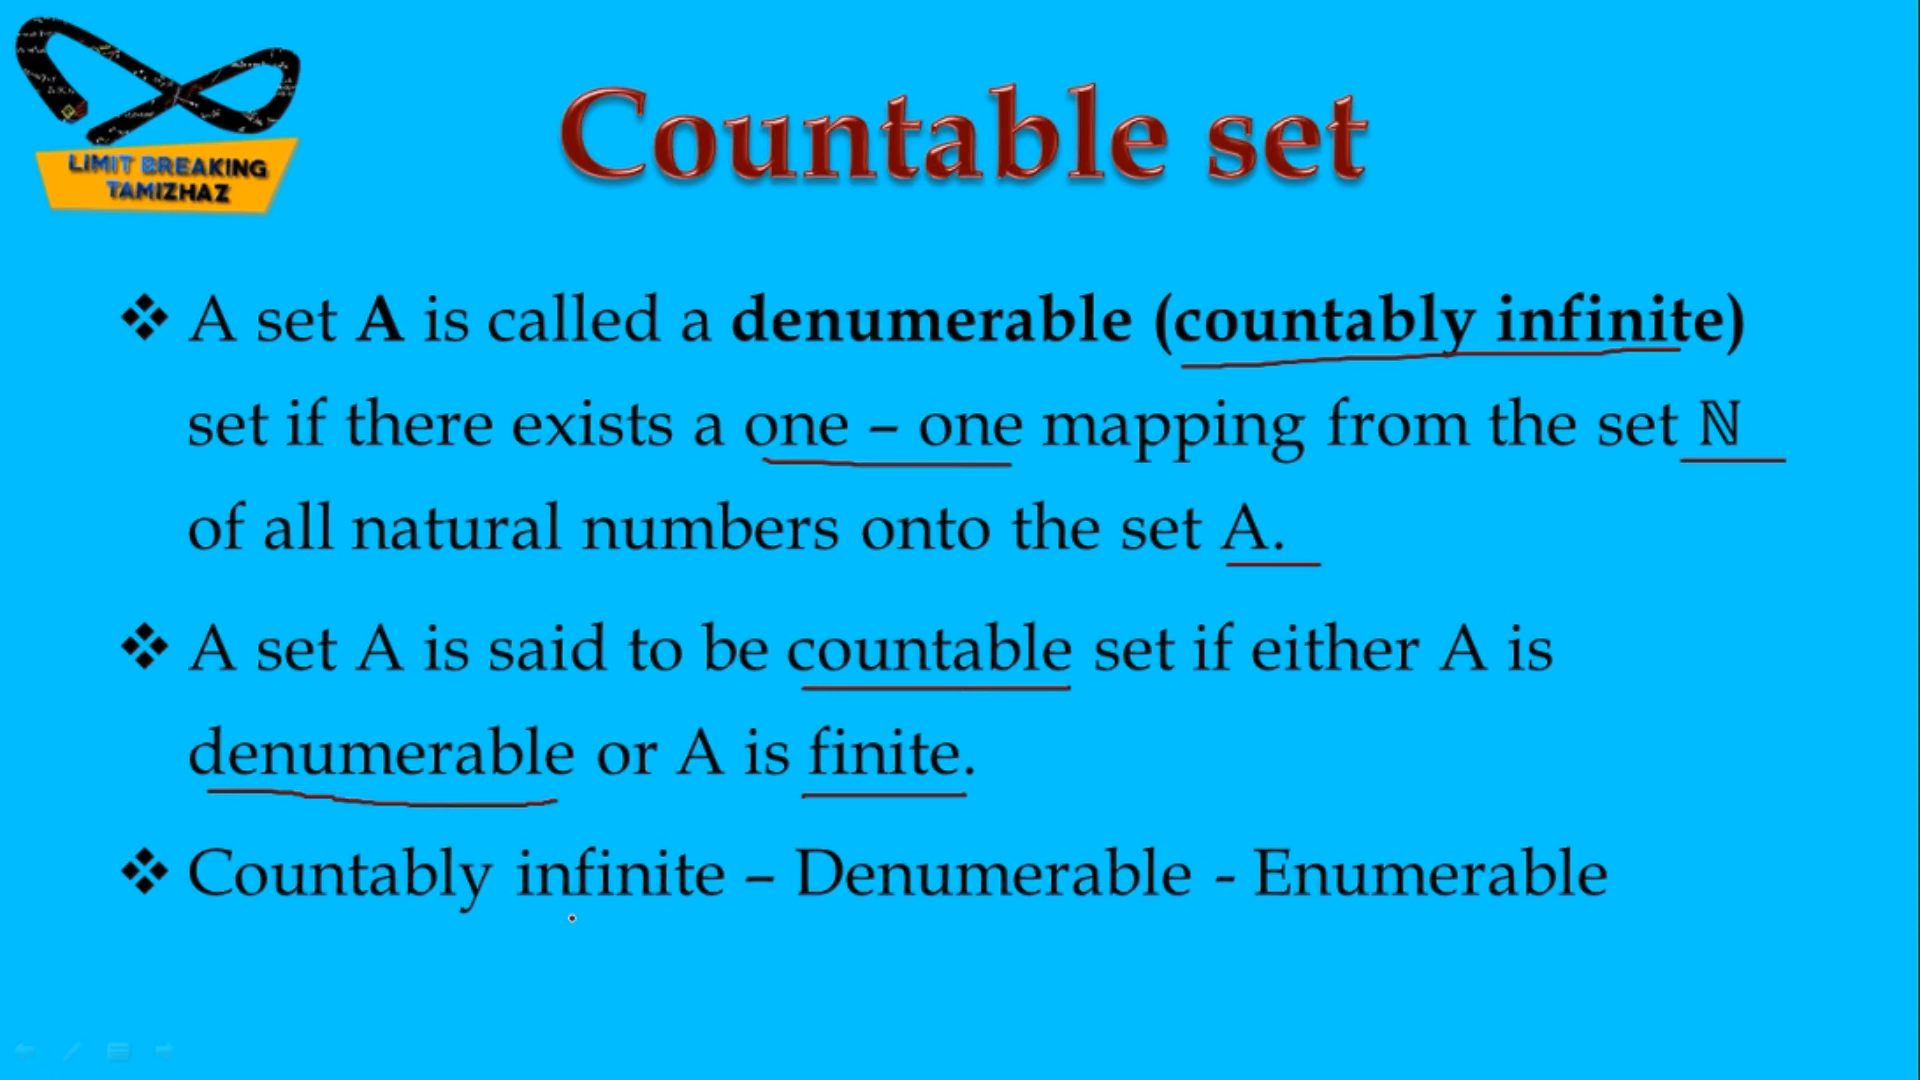 LIMIT BREAKING
TAMIZHAZ
Countable set
❖ A set A is called a denumerable (countably infinite)
set if there exists a one – one mapping from the set ℕ
of all natural numbers onto the set A.
❖ A set A is said to be countable set if either A is
denumerable or A is finite.
❖ Countably infinite – Denumerable - Enumerable